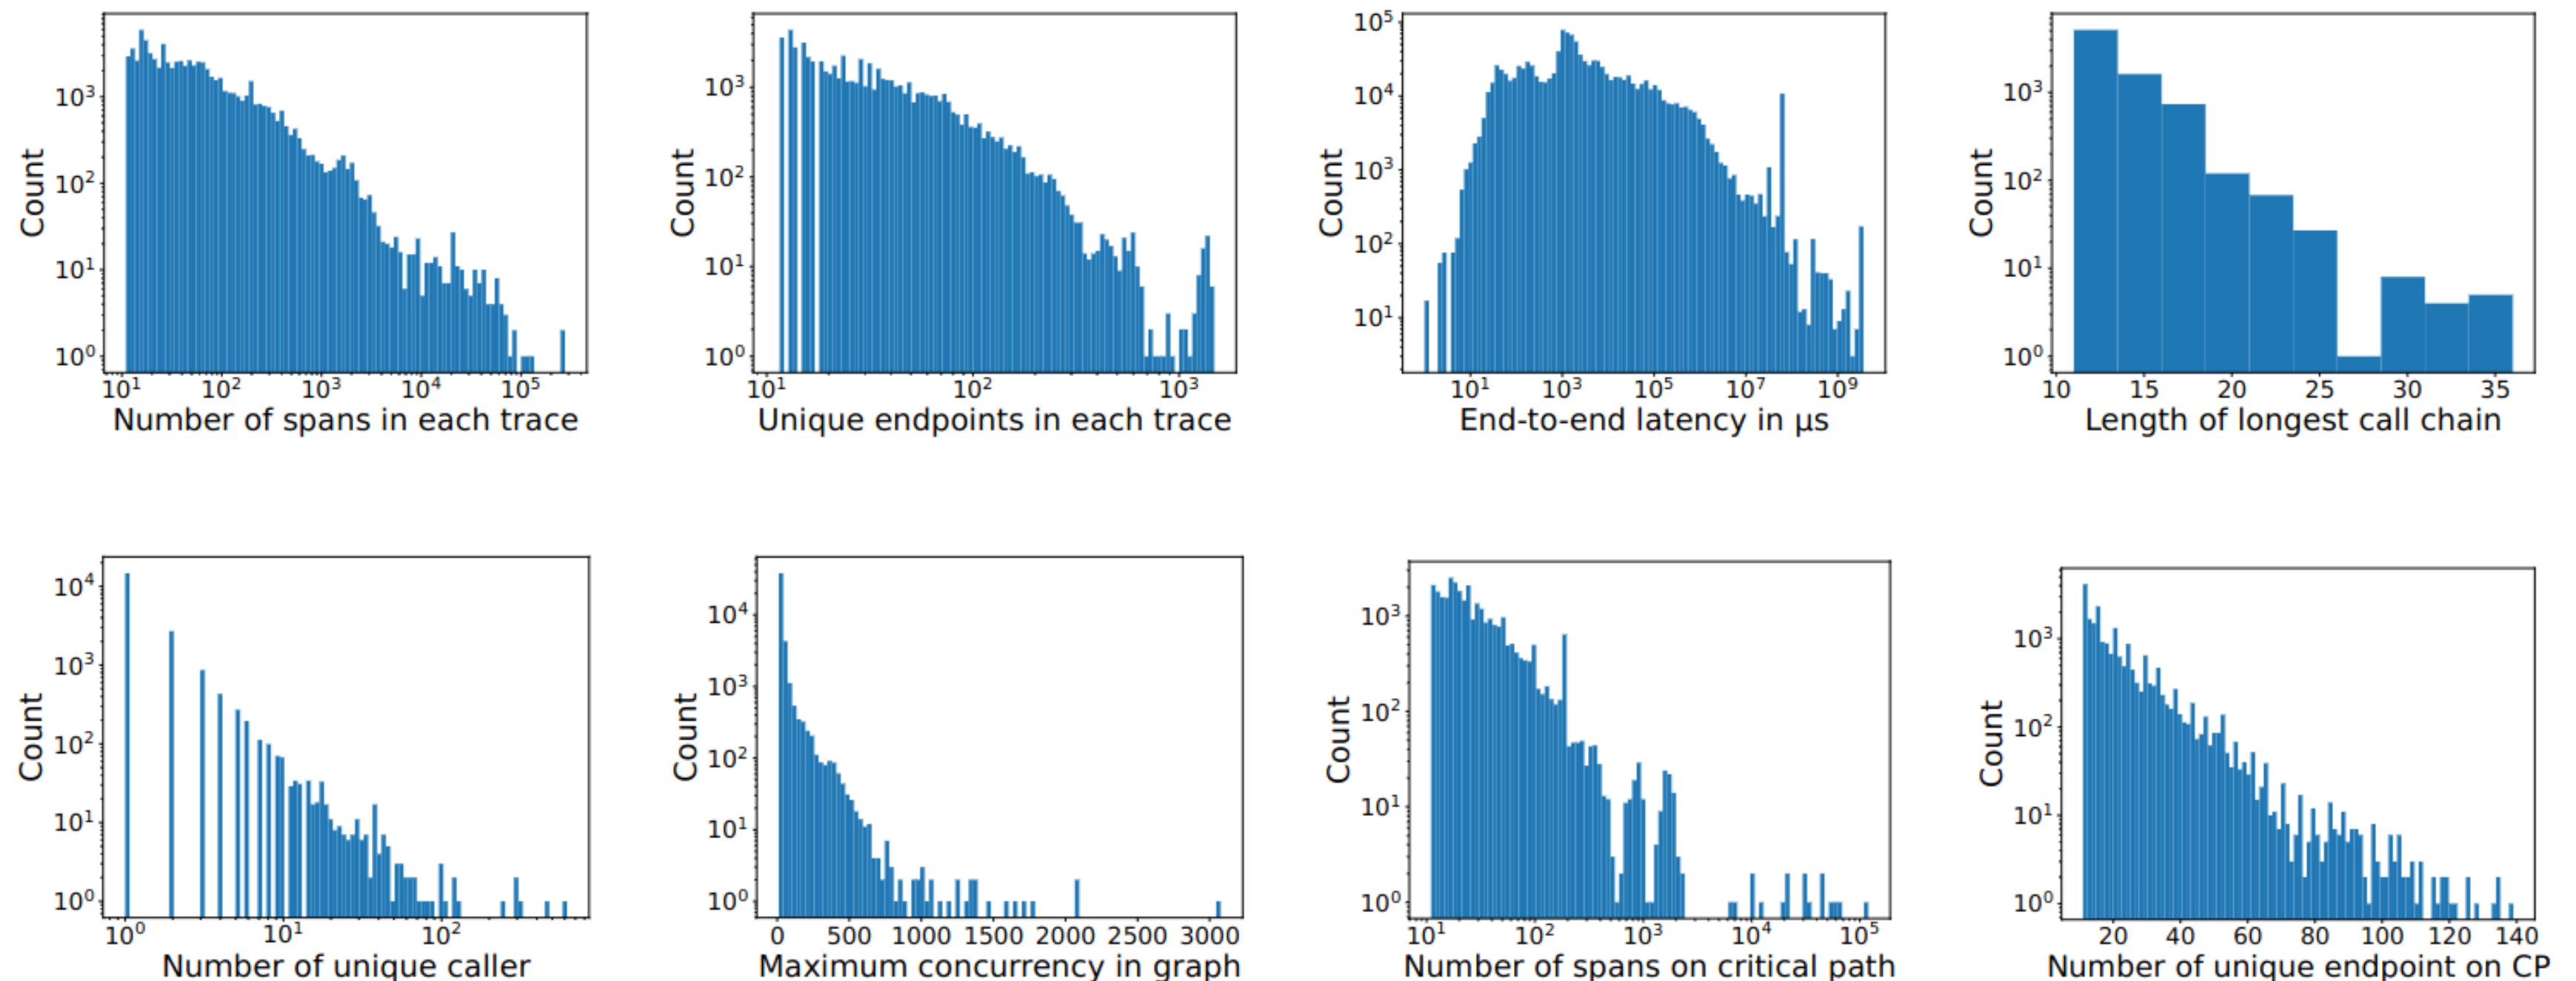 Count
10³
10²
10¹
10⁰
10¹ 10² 10³ 10⁴ 10⁵
Number of spans in each trace
Count
10³
10²
10¹
10⁰
10¹ 10² 10³
Unique endpoints in each trace
Count
10⁵
10⁴
10³
10²
10¹
10¹ 10³ 10⁵ 10⁷ 10⁹
End-to-end latency in μs
Count
10³
10²
10¹
10⁰
10 15 20 25 30 35
Length of longest call chain
Count
10⁴
10³
10²
10¹
10⁰
10⁰ 10¹ 10²
Number of unique caller
Count
10⁴
10³
10²
10¹
10⁰
0 500 1000 1500 2000 2500 3000
Maximum concurrency in graph
Count
10³
10²
10¹
10⁰
10¹ 10² 10³ 10⁴ 10⁵
Number of spans on critical path
Count
10³
10²
10¹
10⁰
20 40 60 80 100 120 140
Number of unique endpoint on CP